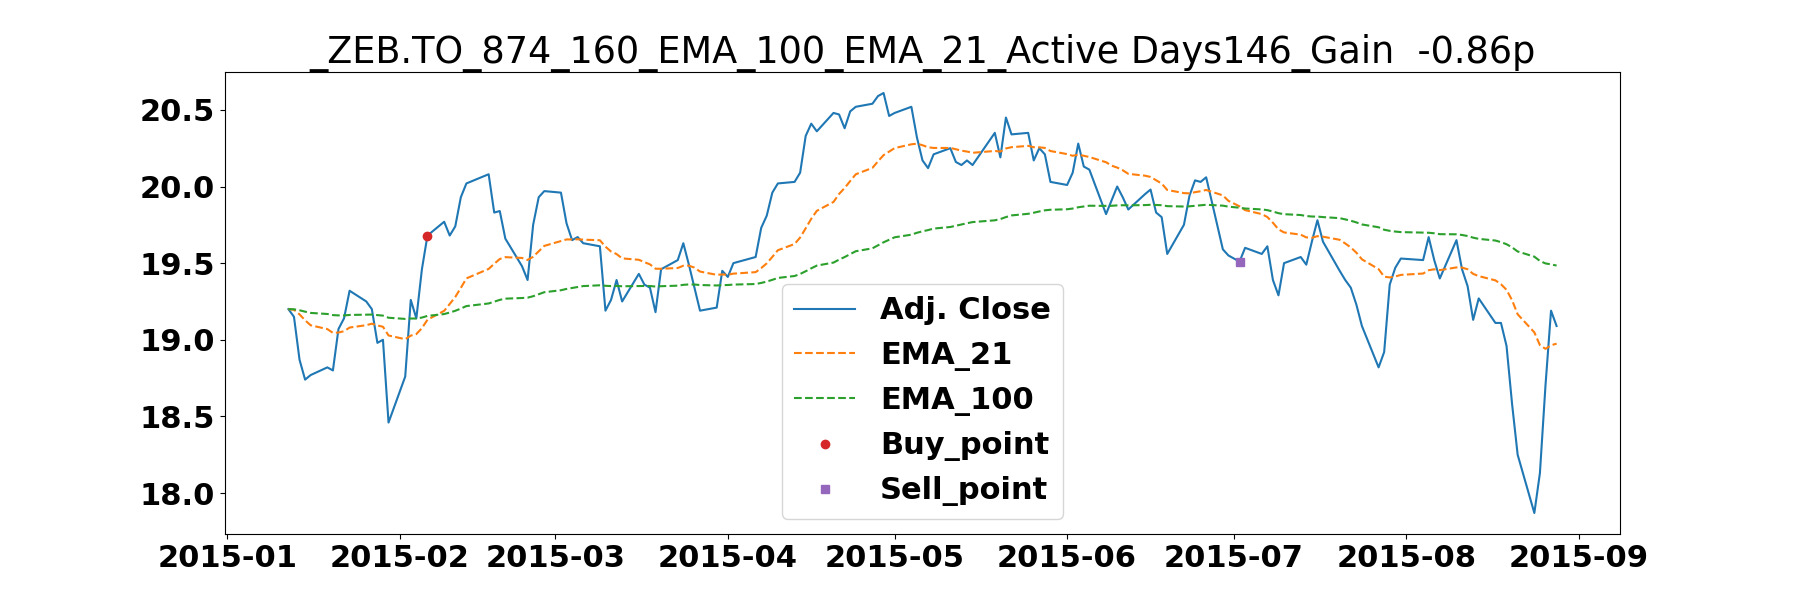 _ZEB.TO_874_160_EMA_100_EMA_21_Active Days146_Gain  -0.86p
20.5
20.0
19.5
19.0
18.5
18.0
Adj. Close
EMA_21
EMA_100
Buy_point
Sell_point
2015-01 2015-02 2015-03 2015-04 2015-05 2015-06 2015-07 2015-08 2015-09